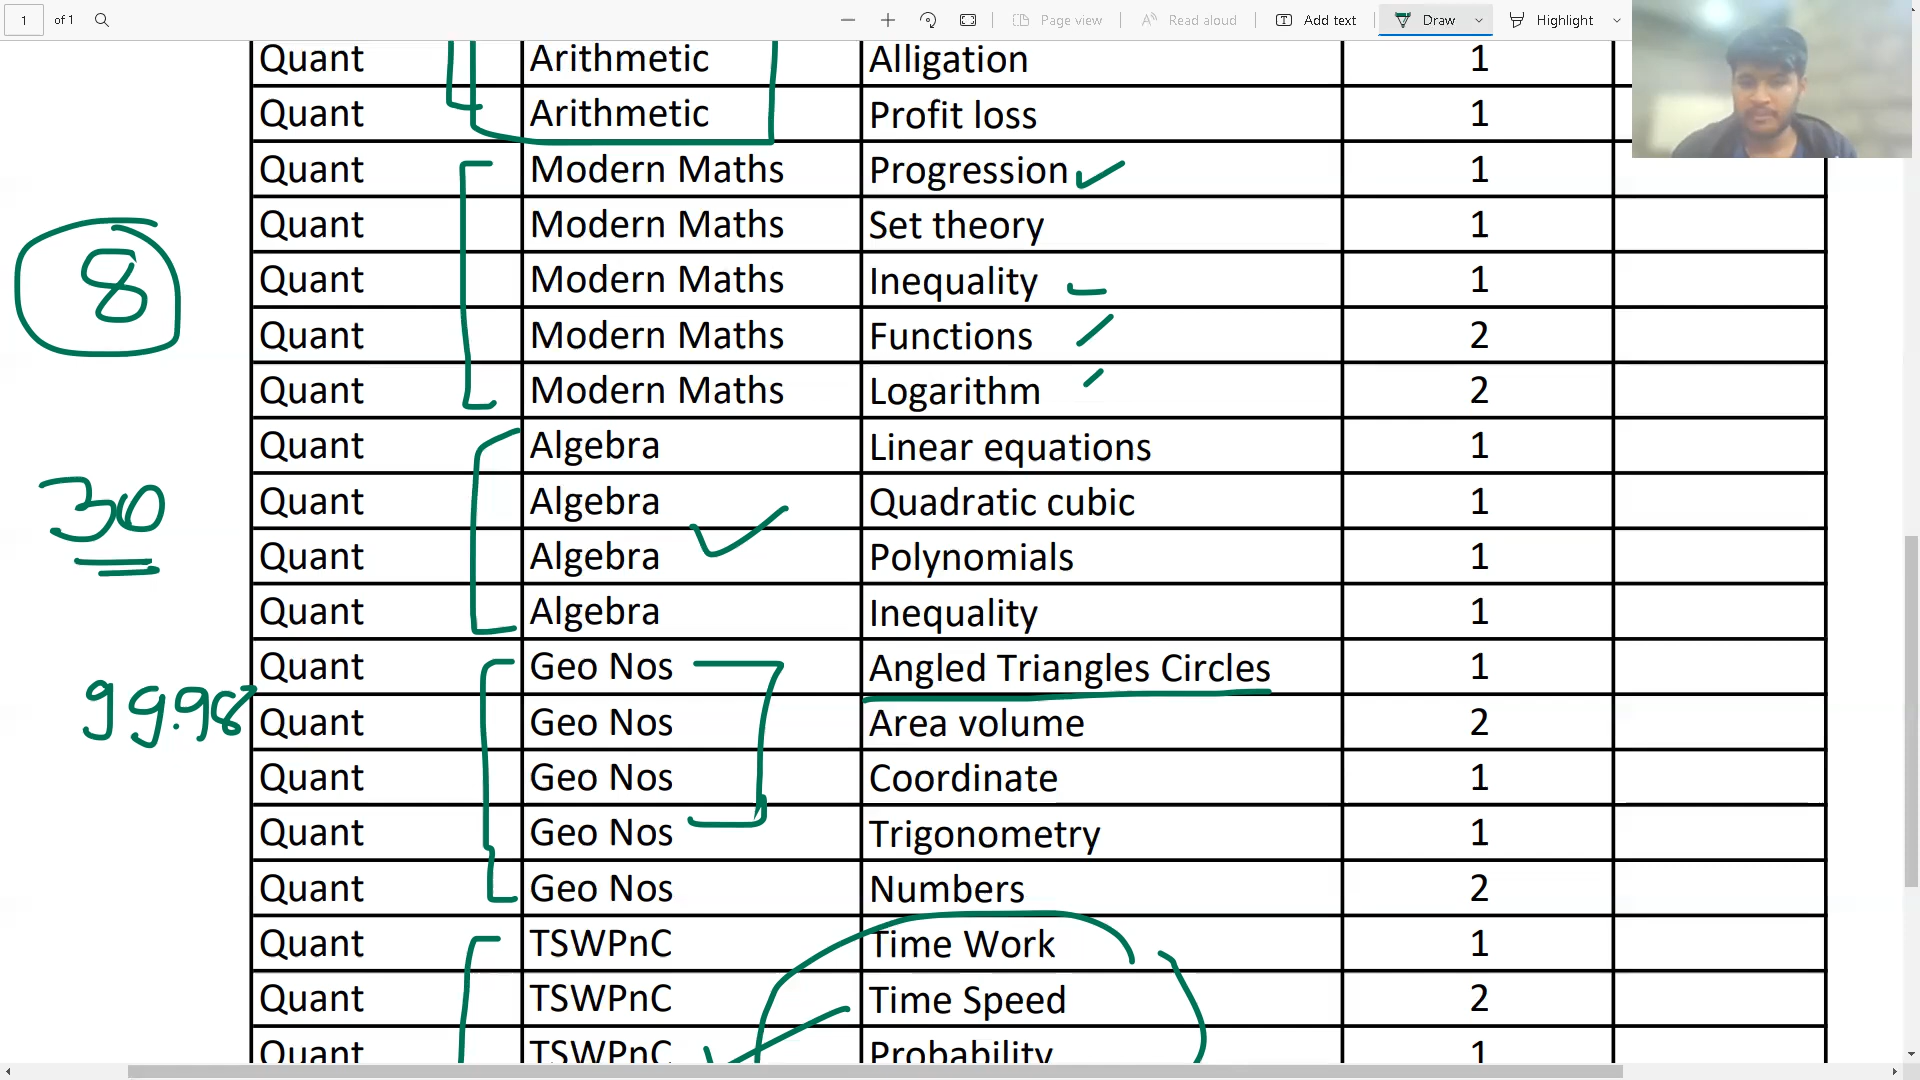 1 of 1 Page view Read aloud Add text Draw Highlight
Quant Arithmetic Alligation 1
Quant Arithmetic Profit loss 1
Quant Modern Maths Progression 1
Quant Modern Maths Set theory 1
8
Quant Modern Maths Inequality 1
Quant Modern Maths Functions 2
Quant Modern Maths Logarithm 2
Quant Algebra Linear equations 1
30
Quant Algebra Quadratic cubic 1
Quant Algebra Polynomials 1
Quant Algebra Inequality 1
Quant Geo Nos Angled Triangles Circles 1
99.98
Quant Geo Nos Area volume 2
Quant Geo Nos Coordinate 1
Quant Geo Nos Trigonometry 1
Quant Geo Nos Numbers 2
Quant TSWPnC Time Work 1
Quant TSWPnC Time Speed 2
Quant TSWPnC Probability 1